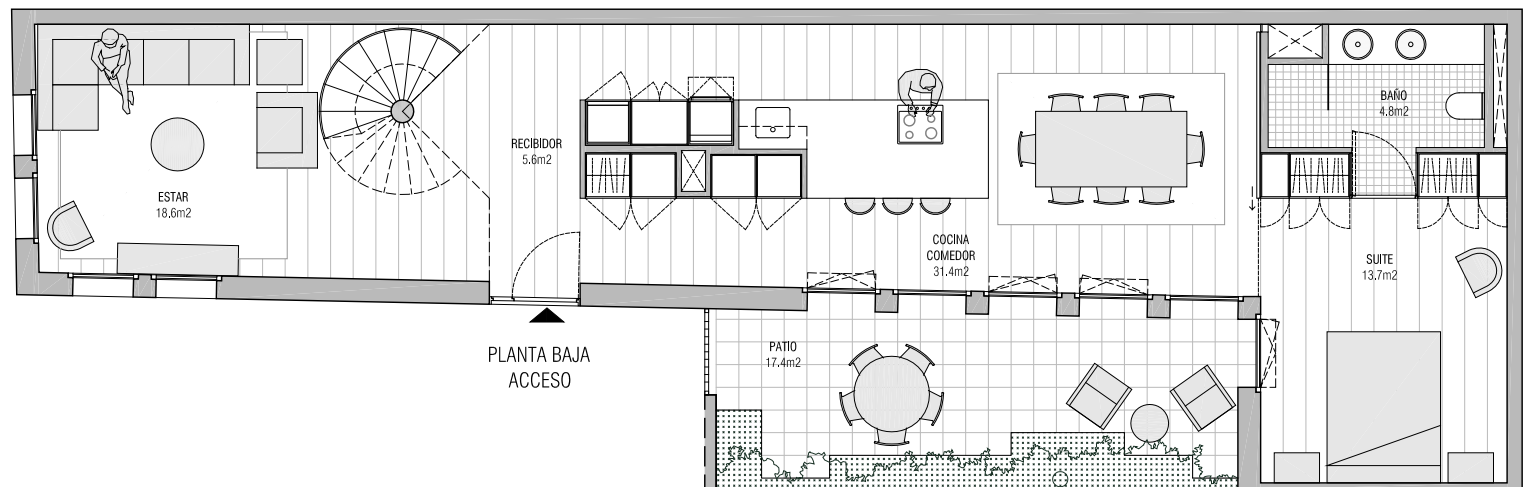 BAÑO
4.8m2
RECIBIDOR
5.6m2
ESTAR
18.6m2
COCINA
COMEDOR
31.4m2
SUITE
13.7m2
PATIO
17.4m2
PLANTA BAJA
ACCESO